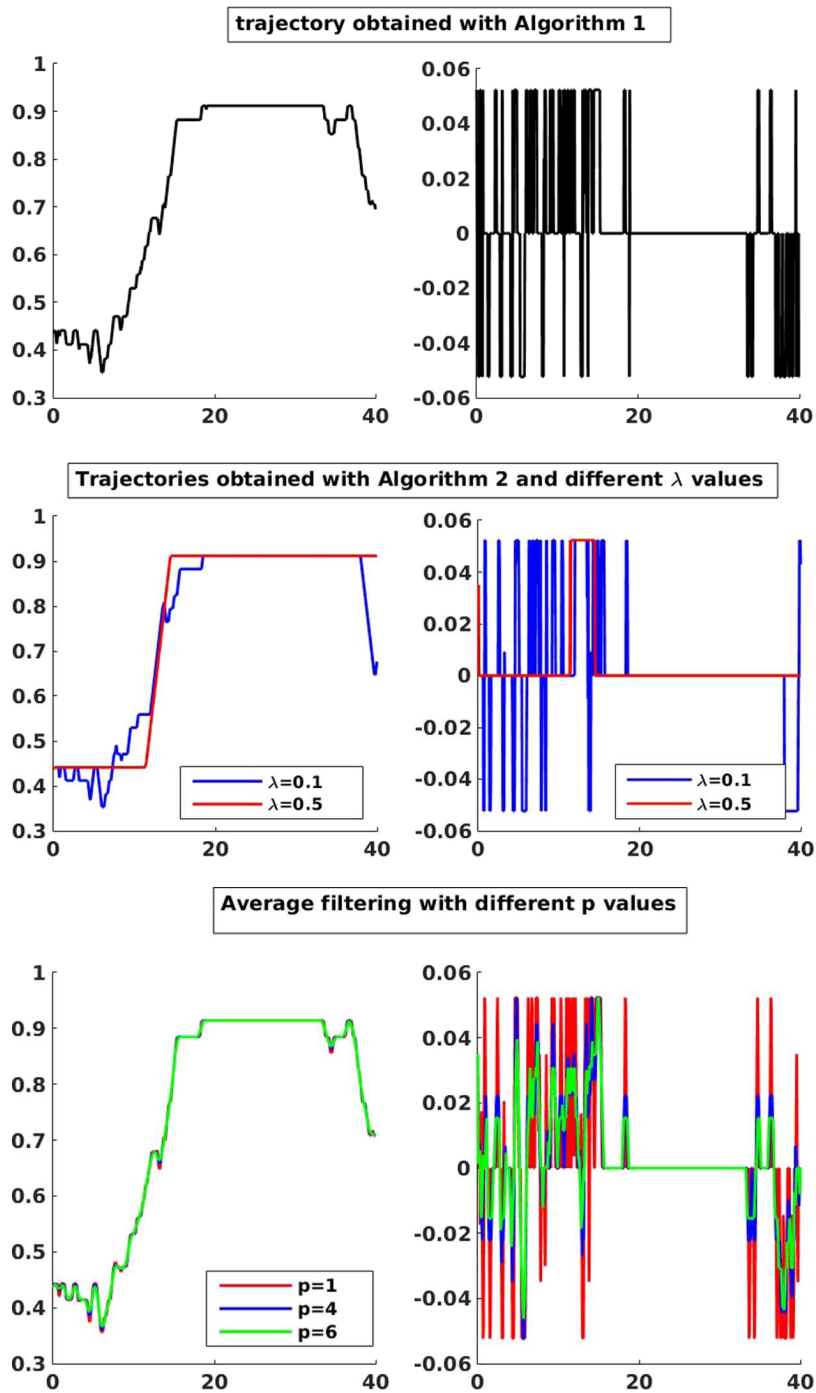 trajectory obtained with Algorithm 1
1
0.9
0.8
0.7
0.6
0.5
0.4
0.3
0 20 40
0.06
0.04
0.02
0
-0.02
-0.04
-0.06
0 20 40
Trajectories obtained with Algorithm 2 and different λ values
1
0.9
0.8
0.7
0.6
0.5
0.4
0.3
0 20 40
λ=0.1
λ=0.5
0.06
0.04
0.02
0
-0.02
-0.04
-0.06
0 20 40
λ=0.1
λ=0.5
Average filtering with different p values
1
0.9
0.8
0.7
0.6
0.5
0.4
0.3
0 20 40
p=1
p=4
p=6
0.06
0.04
0.02
0
-0.02
-0.04
-0.06
0 20 40